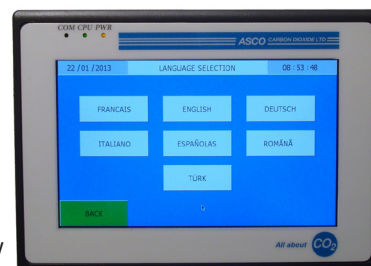 COM CPU PWR
ASCO CARBON DIOXIDE LTD
22/01/2013 LANGUAGE SELECTION 08:53:48
FRANCAIS ENGLISH DEUTSCH
ITALIANO ESPAÑOLAS ROMÂNĂ
TÜRK
BACK
All about CO2